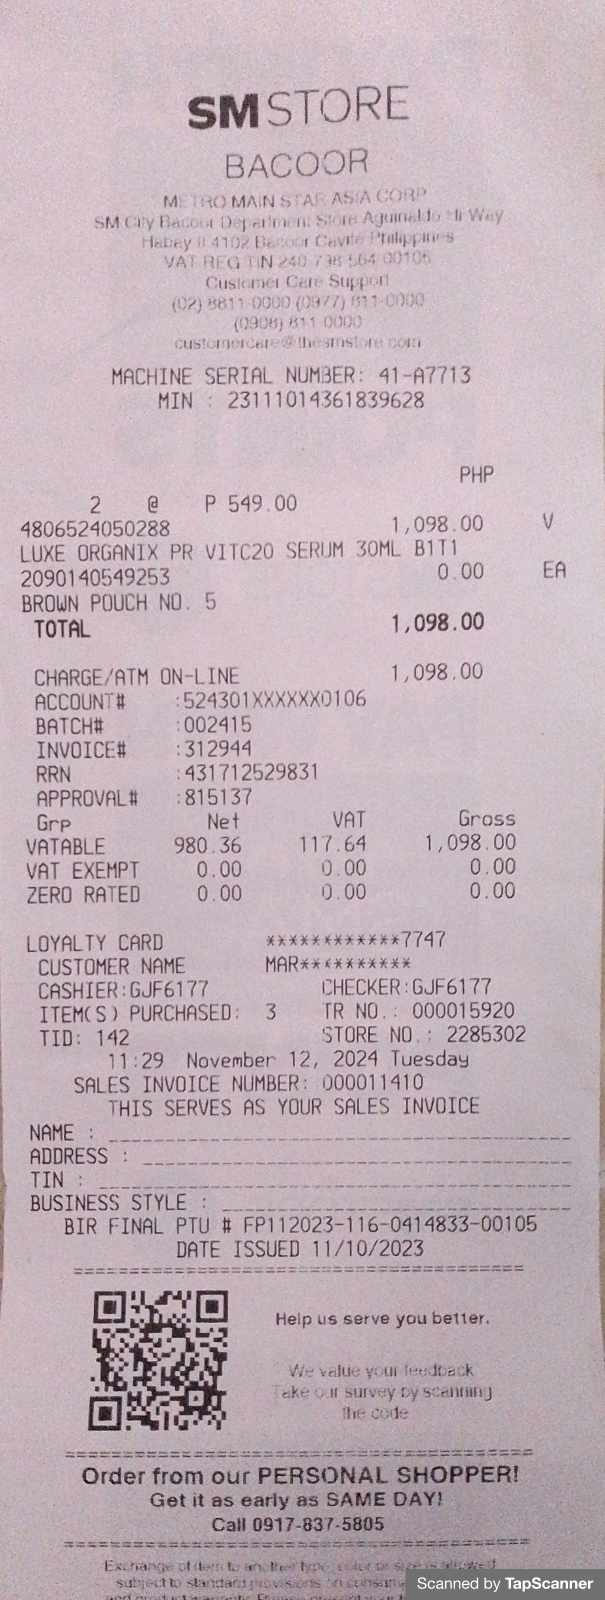 SM STORE
BACOOR
METRO MAIN STAR ASIA CORP
SM City Bacoor Department Store Aguinaldo Hi Way
Habay II 4102 Bacoor Cavite Philippines
VAT REG TIN 240-798-564-00105
Customer Care Support
(02) 8811-0000 (0977) 811-0000
(0908) 811-0000
customercare@thesmstore.com
MACHINE SERIAL NUMBER: 41-A7713
MIN : 23111014361839628
PHP
2 @ P 549.00
4806524050288 1,098.00 V
LUXE ORGANIX PR VITC20 SERUM 30ML B1T1
2090140549253 0.00 EA
BROWN POUCH NO. 5
TOTAL 1,098.00
CHARGE/ATM ON-LINE 1,098.00
ACCOUNT# :524301XXXXXX0106
BATCH# :002415
INVOICE# :312944
RRN :431712529831
APPROVAL# :815137
Grp Net VAT Gross
VATABLE 980.36 117.64 1,098.00
VAT EXEMPT 0.00 0.00 0.00
ZERO RATED 0.00 0.00 0.00
LOYALTY CARD ************7747
CUSTOMER NAME MAR**********
CASHIER:GJF6177 CHECKER:GJF6177
ITEM(S) PURCHASED: 3 TR NO.: 000015920
TID: 142 STORE NO.: 2285302
11:29 November 12, 2024 Tuesday
SALES INVOICE NUMBER: 000011410
THIS SERVES AS YOUR SALES INVOICE
NAME :
ADDRESS :
TIN :
BUSINESS STYLE :
BIR FINAL PTU # FP112023-116-0414833-00105
DATE ISSUED 11/10/2023
Help us serve you better.
We value your feedback
Take our survey by scanning
the code
Order from our PERSONAL SHOPPER!
Get it as early as SAME DAY!
Call 0917-837-5805
Exchange of item to another type, color or size is allowed
subject to standard provisions on consum
Scanned by TapScanner